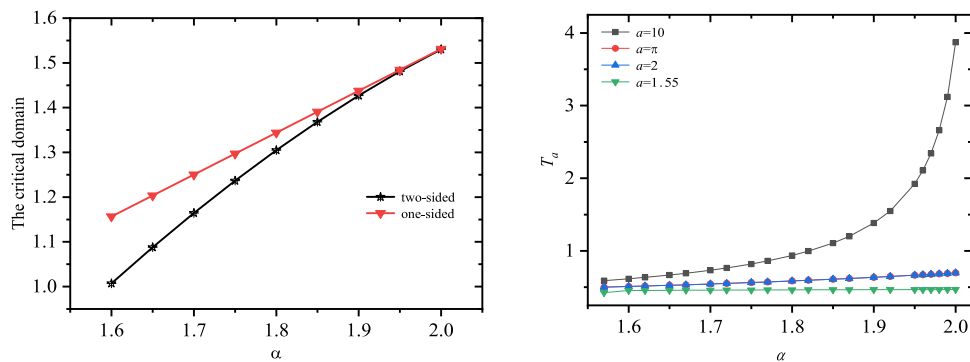 The critical domain
1.5
1.4
1.3
1.2
1.1
1.0
1.6
1.7
1.8
1.9
2.0
α
two-sided
one-sided
T_a
4
3
2
1
1.6
1.7
1.8
1.9
2.0
α
a=10
a=π
a=2
a=1.55